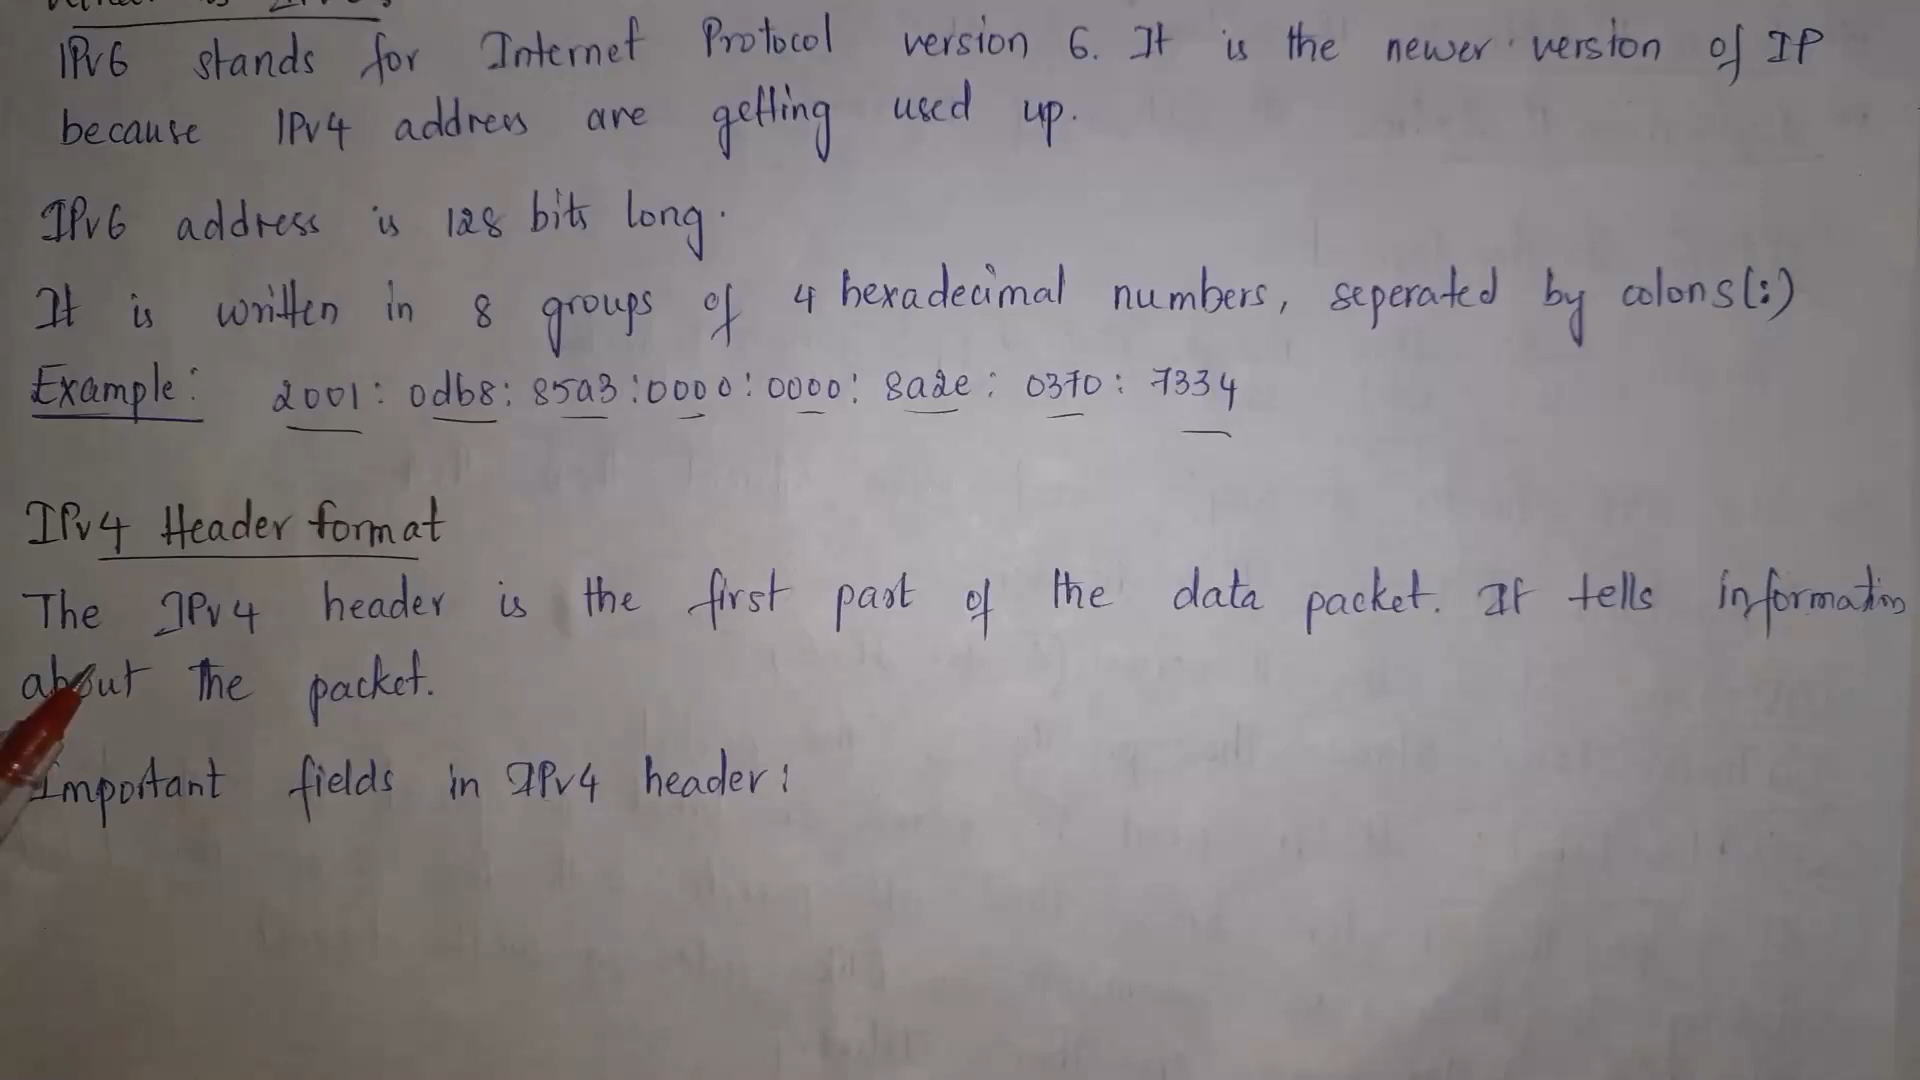 IPv6 stands for Internet Protocol version 6. It is the newer version of IP
because IPv4 address are getting used up.
IPv6 address is 128 bits long.
It is written in 8 groups of 4 hexadecimal numbers, seperated by colons(:)
Example: 2001: 0db8: 85a3:0000:0000: 8a2e: 0370: 7334
IPv4 Header format
The IPv4 header is the first part of the data packet. It tells information
about the packet.
Important fields in IPv4 header: